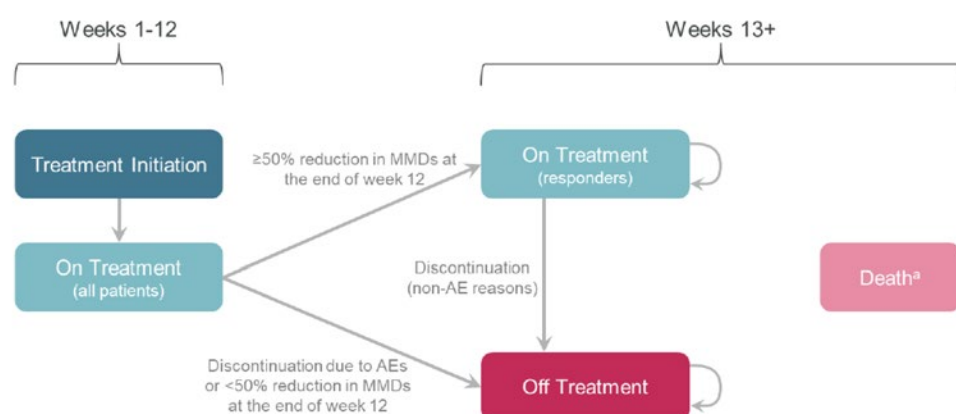 Weeks 1-12
Weeks 13+
Treatment Initiation
≥50% reduction in MMDs at
the end of week 12
On Treatment
(responders)
On Treatment
(all patients)
Discontinuation
(non-AE reasons)
Deathᵃ
Discontinuation due to AEs
or <50% reduction in MMDs
at the end of week 12
Off Treatment